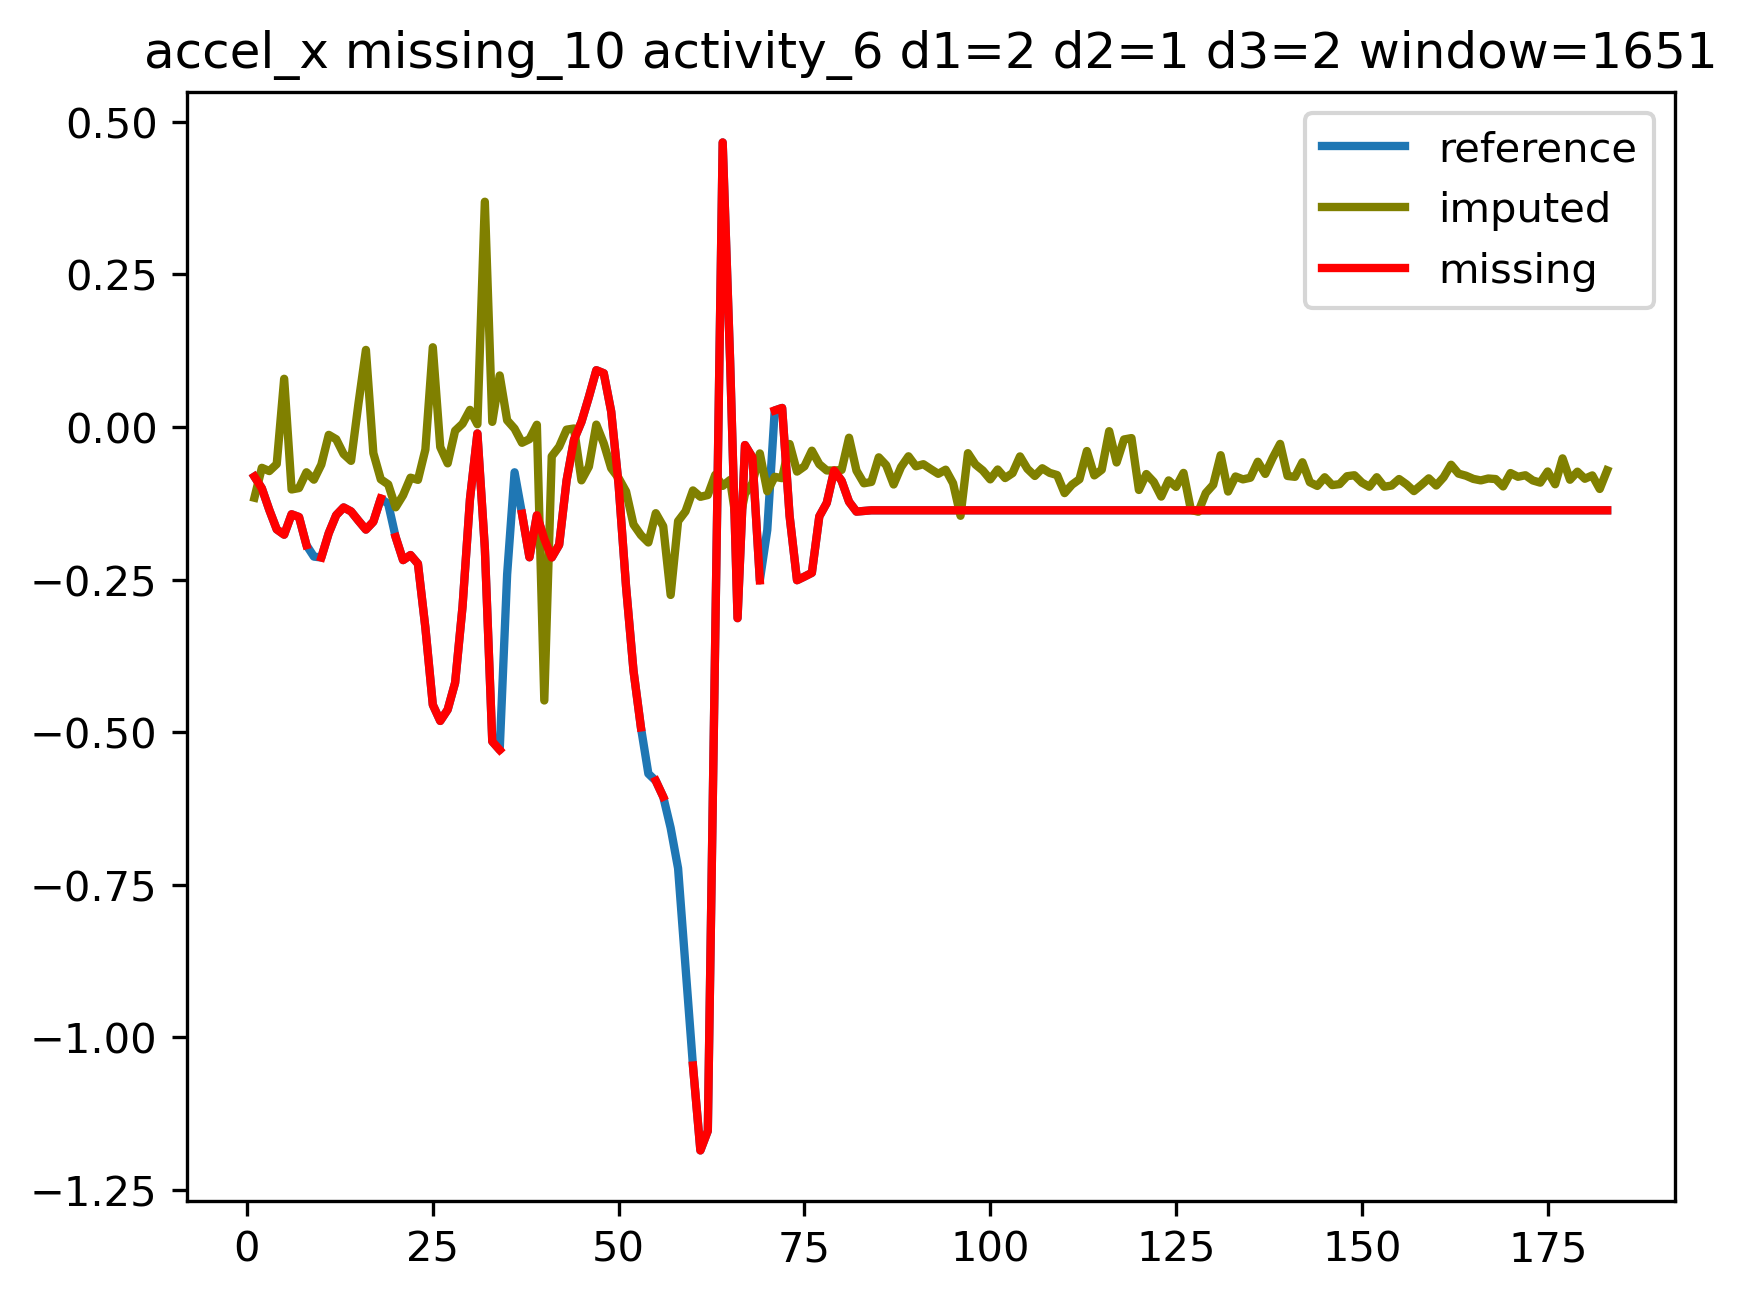 accel_x missing_10 activity_6 d1=2 d2=1 d3=2 window=1651
reference
imputed
missing
0.50
0.25
0.00
−0.25
−0.50
−0.75
−1.00
−1.25
0 25 50 75 100 125 150 175